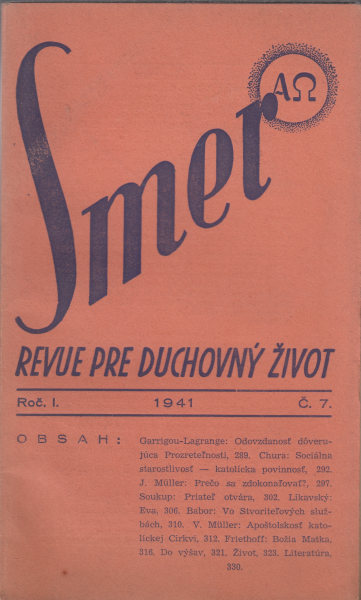 Smer
ΑΩ
REVUE PRE DUCHOVNÝ ŽIVOT
Roč. I. 1941 Č. 7.
OBSAH: Garrigou-Lagrange: Odovzdanosť dôveru-
júca Prozreteľnosti, 289. Chura: Sociálna
starostlivosť — katolícka povinnosť, 292.
J. Müller: Prečo sa zdokonaľovať?, 297.
Soukup: Priateľ otvára, 302. Likavský:
Eva, 306. Babor: Vo Stvoriteľových služ-
bách, 310. V. Müller: Apoštolskosť kato-
líckej Cirkvi, 312. Friethoff: Božia Matka,
316. Do výšav, 321. Život, 323. Literatúra,
330.